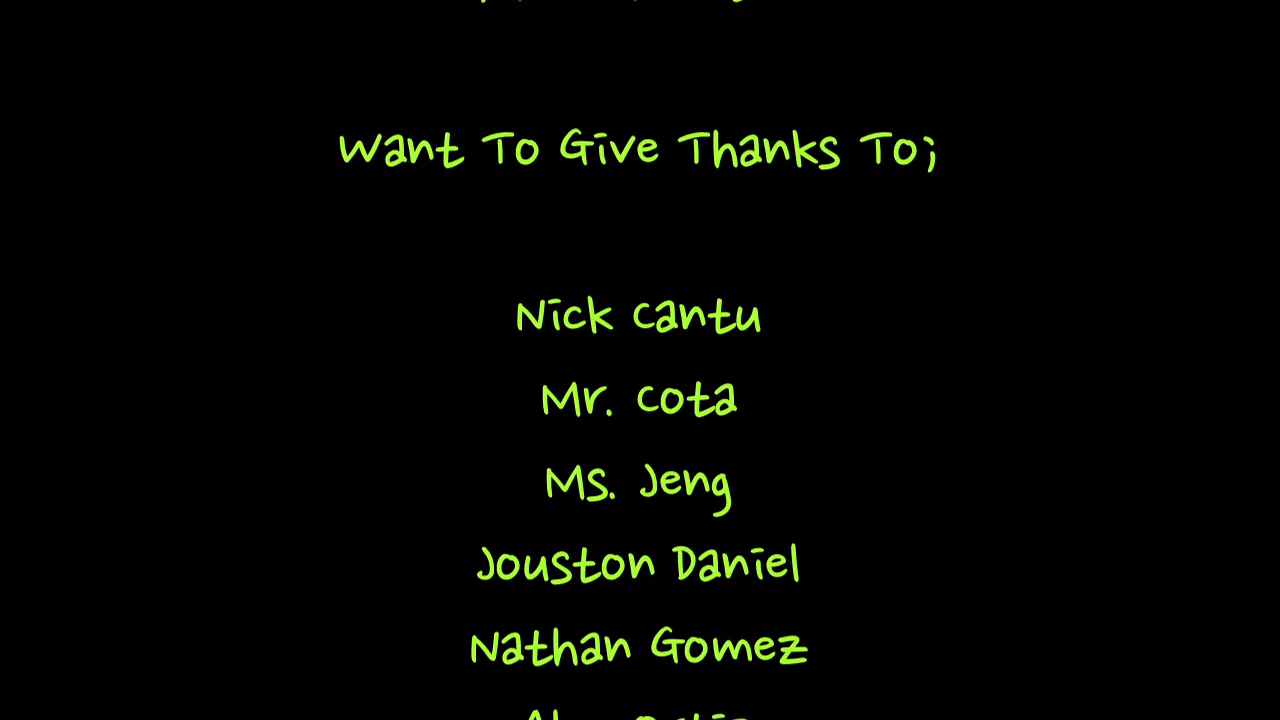 Want To Give Thanks To;
Nick Cantu
Mr. Cota
Ms. Jeng
Jouston Daniel
Nathan Gomez